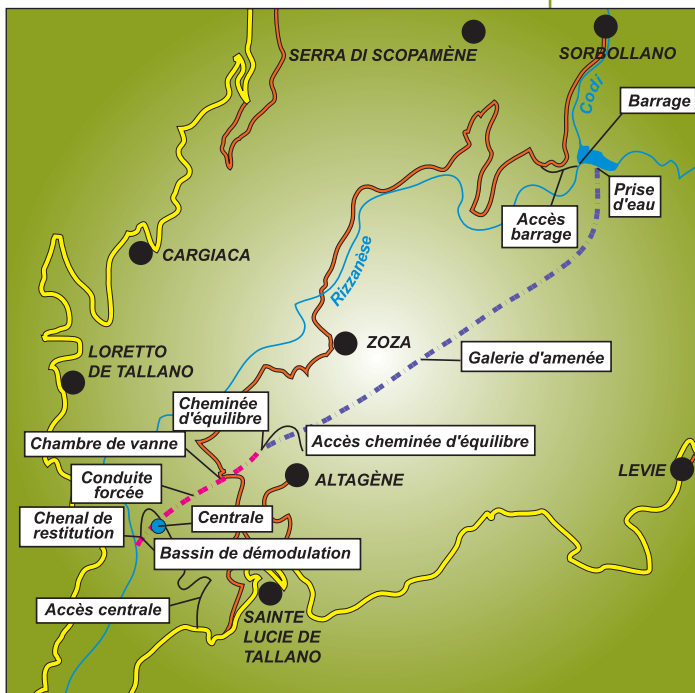 SERRA DI SCOPAMÈNE
SORBOLLANO
Codi
Barrage
Prise
d'eau
Accès
barrage
CARGIACA
Rizzanèse
ZOZA
LORETTO
DE TALLANO
Galerie d'amenée
Cheminée
d'équilibre
Accès cheminée d'équilibre
Chambre de vanne
LEVIE
ALTAGÈNE
Conduite
forcée
Centrale
Chenal de
restitution
Bassin de démodulation
Accès centrale
SAINTE
LUCIE DE
TALLANO